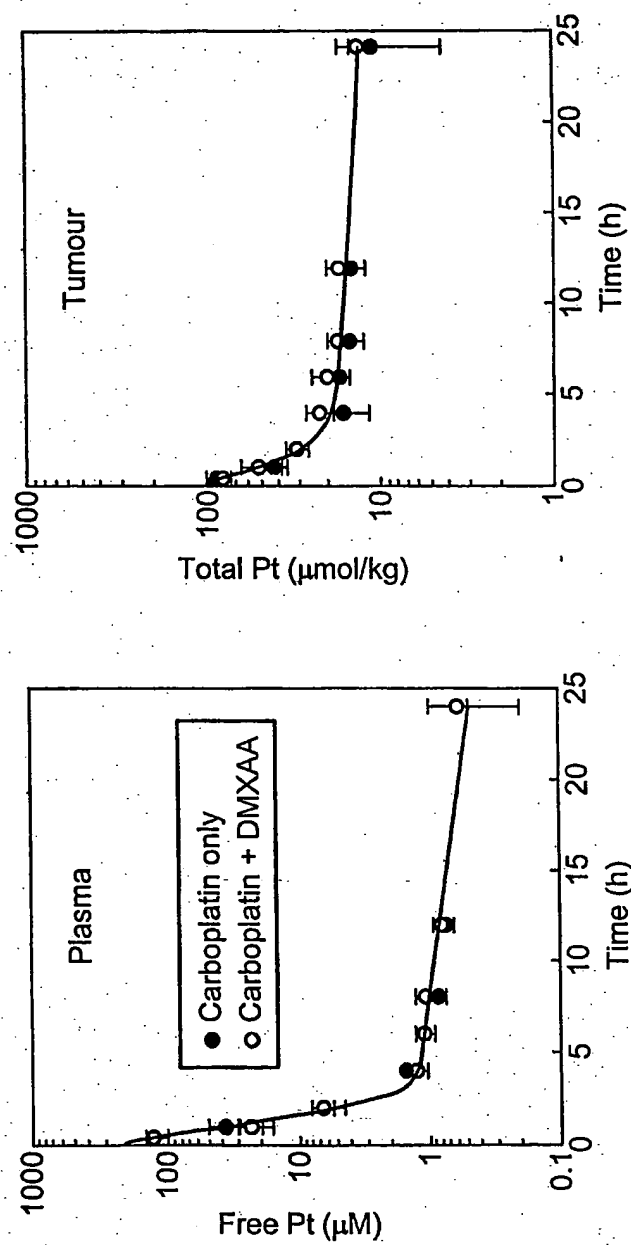 Plasma
Carboplatin only
Carboplatin + DMXAA
Free Pt (μM)
1000
100
10
1
0.1
0
5
10
15
20
25
Time (h)
Tumour
Total Pt (μmol/kg)
1000
100
10
1
0
5
10
15
20
25
Time (h)